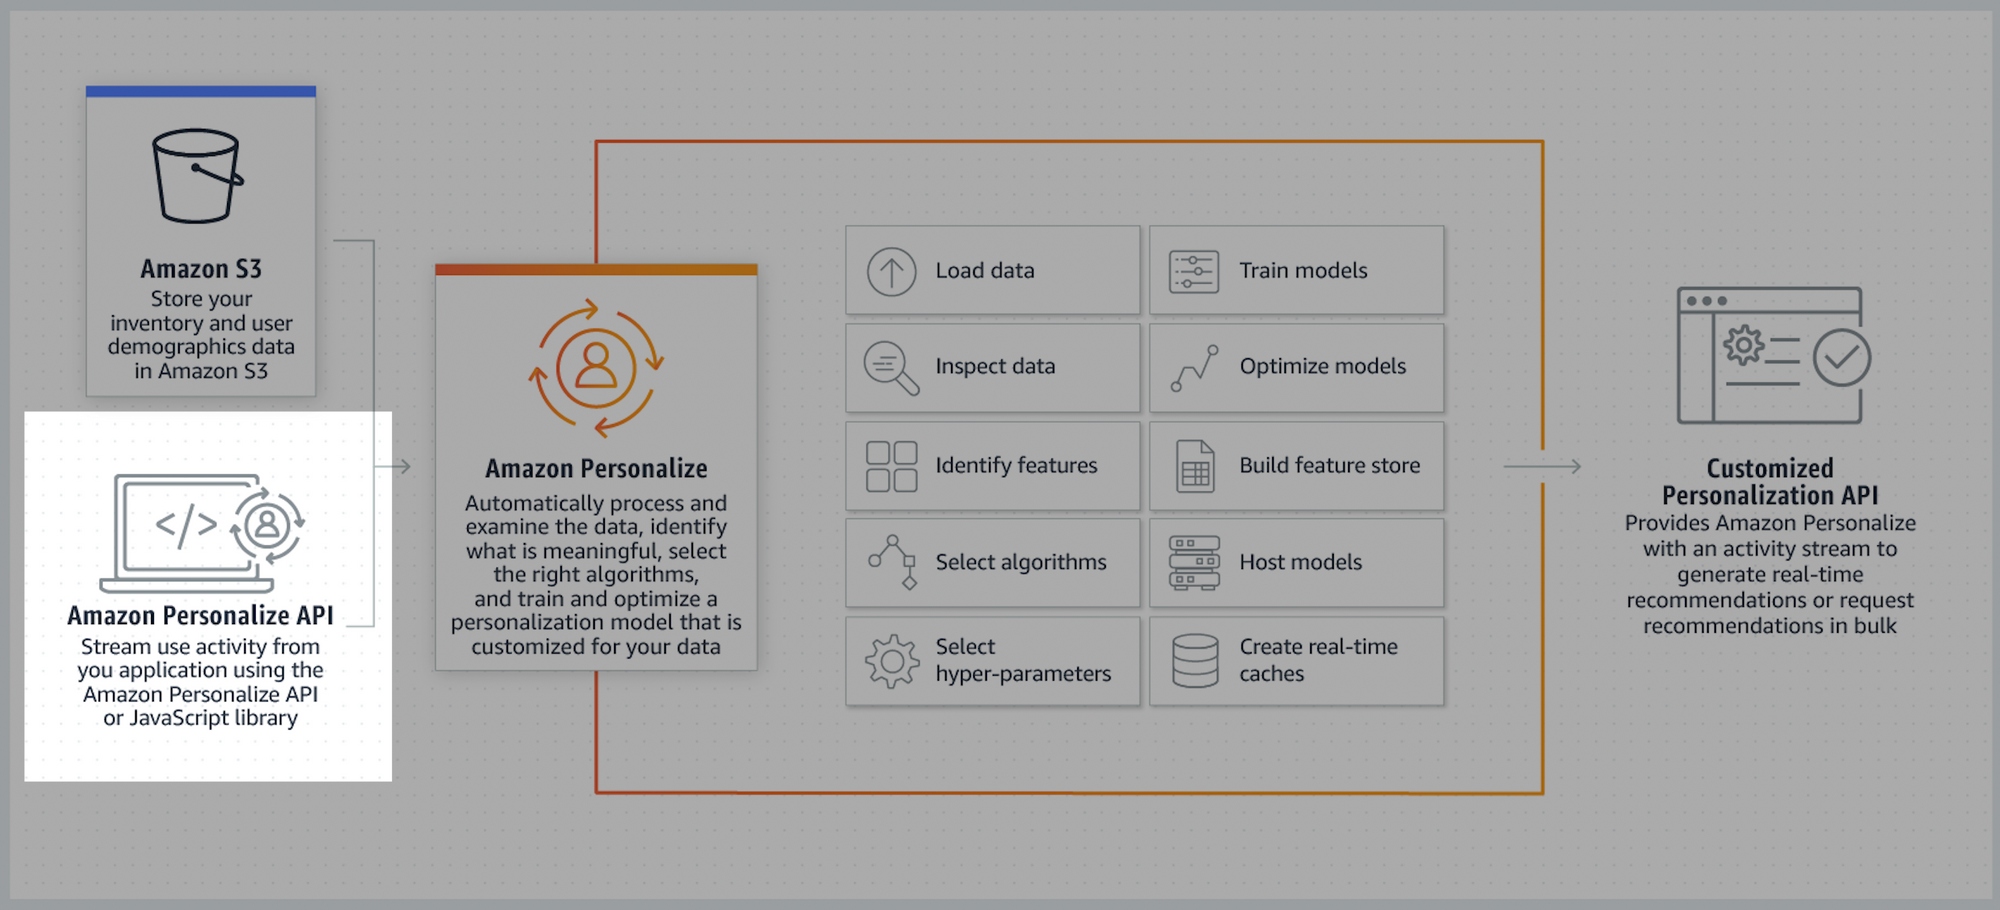 Amazon S3
Store your
inventory and user
demographics data
in Amazon S3
</>
Amazon Personalize API
Stream use activity from
you application using the
Amazon Personalize API
or JavaScript library
Amazon Personalize
Automatically process and
examine the data, identify
what is meaningful, select
the right algorithms,
and train and optimize a
personalization model that is
customized for your data
Load data
Train models
Inspect data
Optimize models
Identify features
Build feature store
Select algorithms
Host models
Select
hyper-parameters
Create real-time
caches
Customized
Personalization API
Provides Amazon Personalize
with an activity stream to
generate real-time
recommendations or request
recommendations in bulk